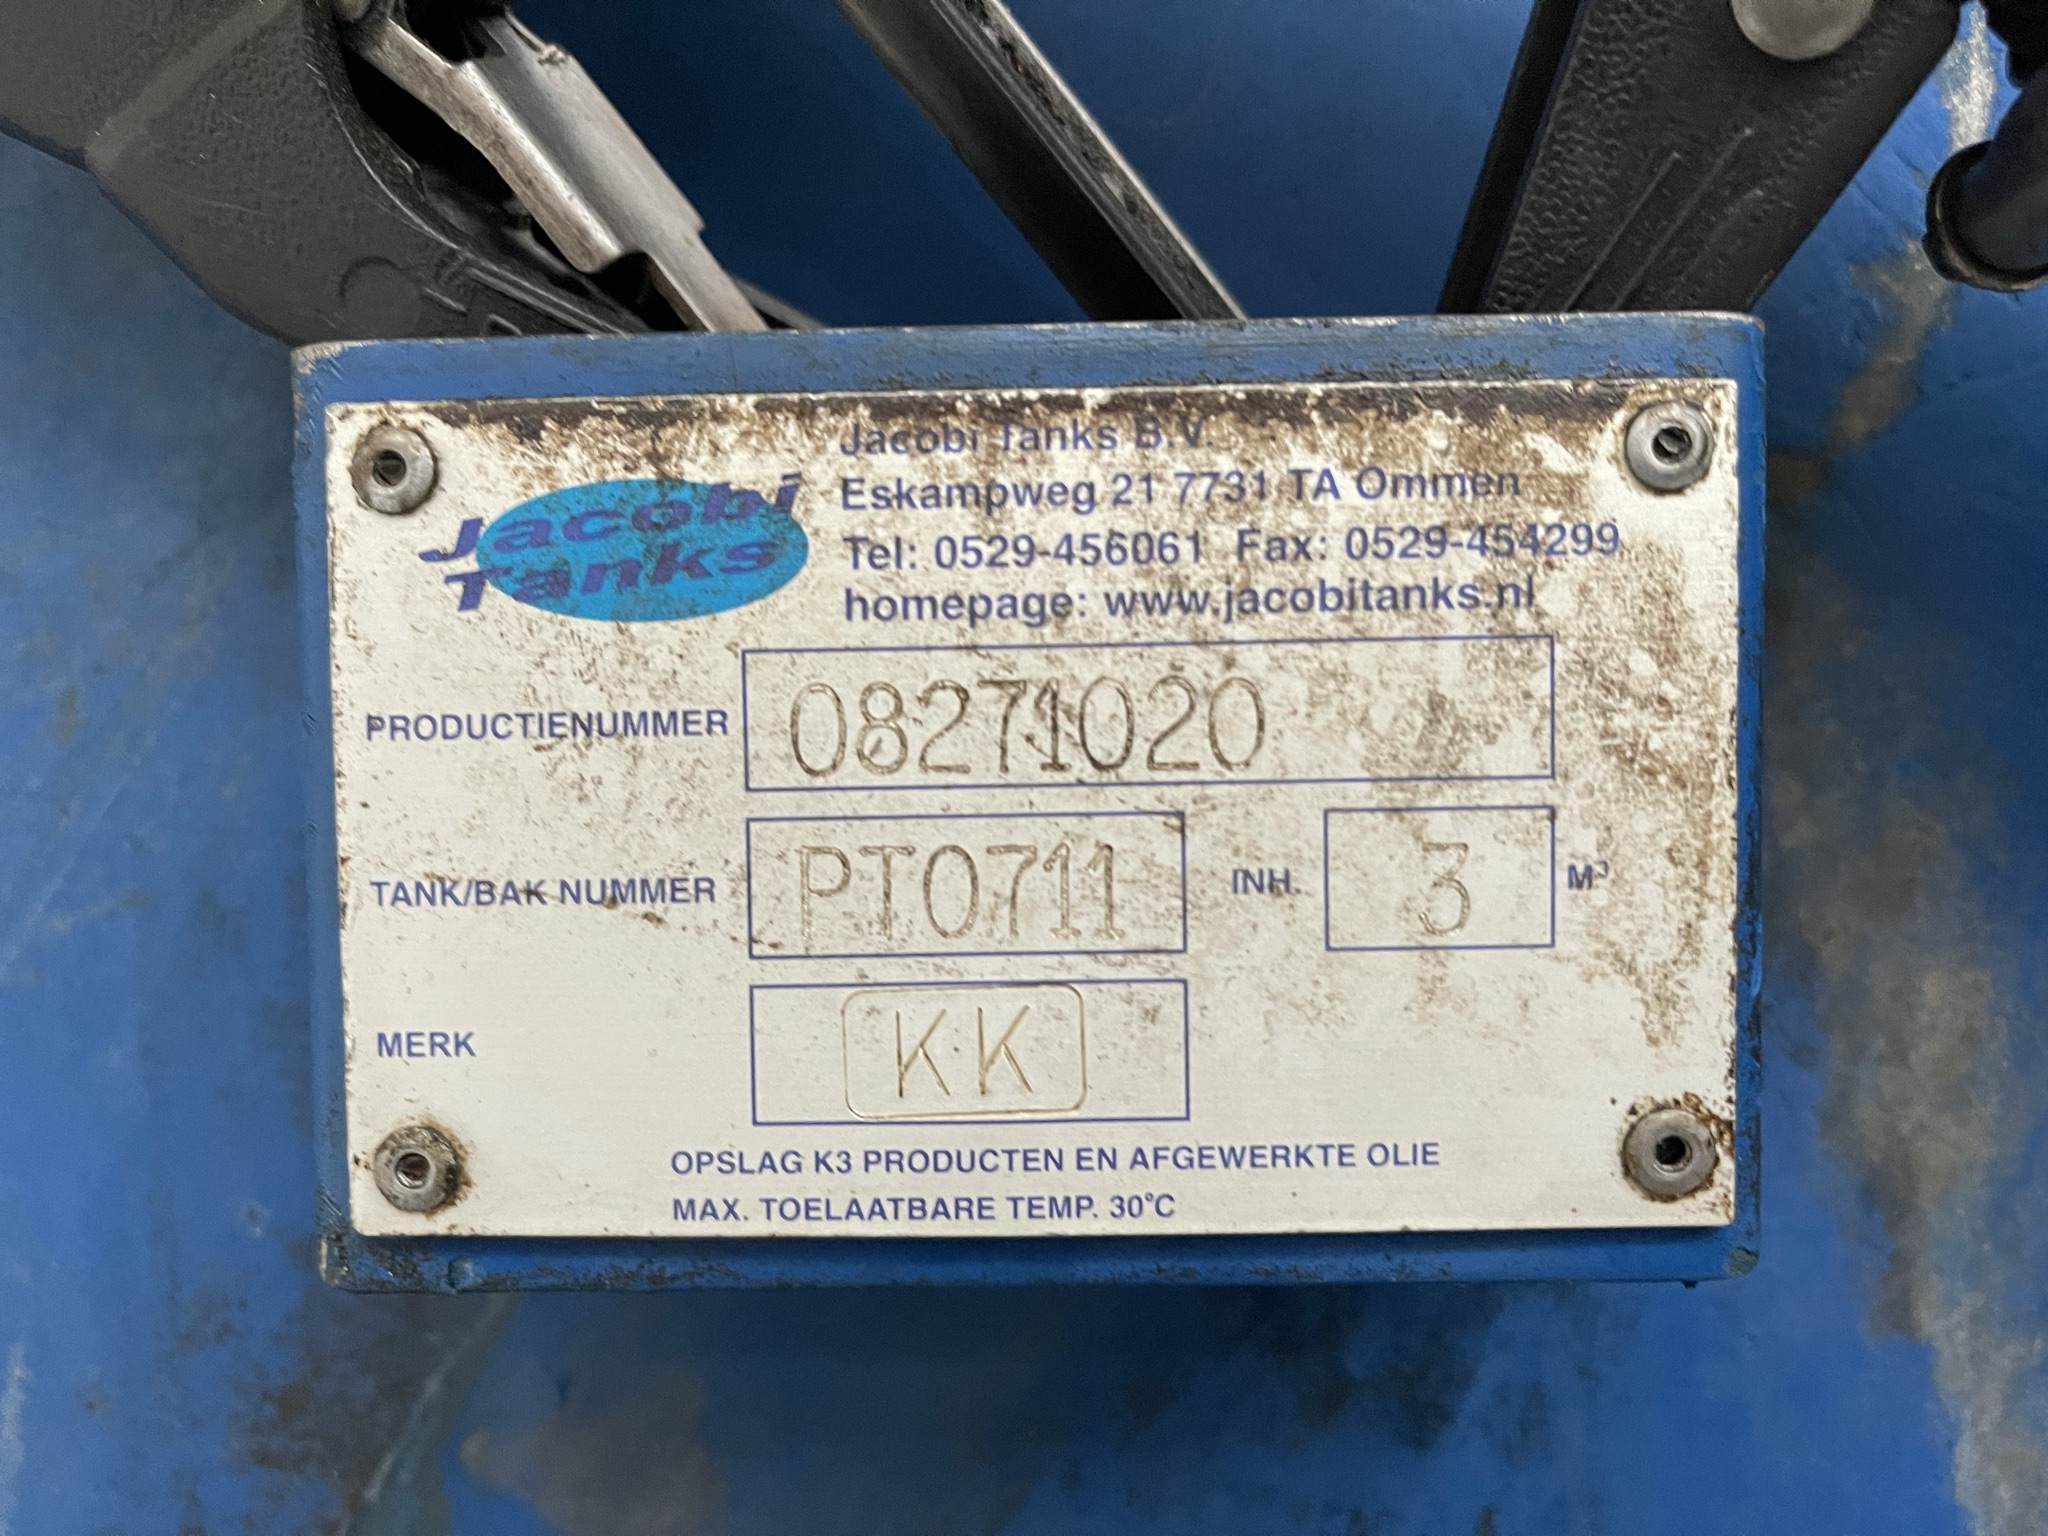 Jacobi Tanks
Jacobi Tanks B.V.
Eskampweg 21 7731 TA Ommen
Tel: 0529-456061 Fax: 0529-454299
homepage: www.jacobitanks.nl
PRODUCTIENUMMER 08271020
TANK/BAK NUMMER PT0711 INH. 3 M³
MERK KK
OPSLAG K3 PRODUCTEN EN AFGEWERKTE OLIE
MAX. TOELAATBARE TEMP. 30°C